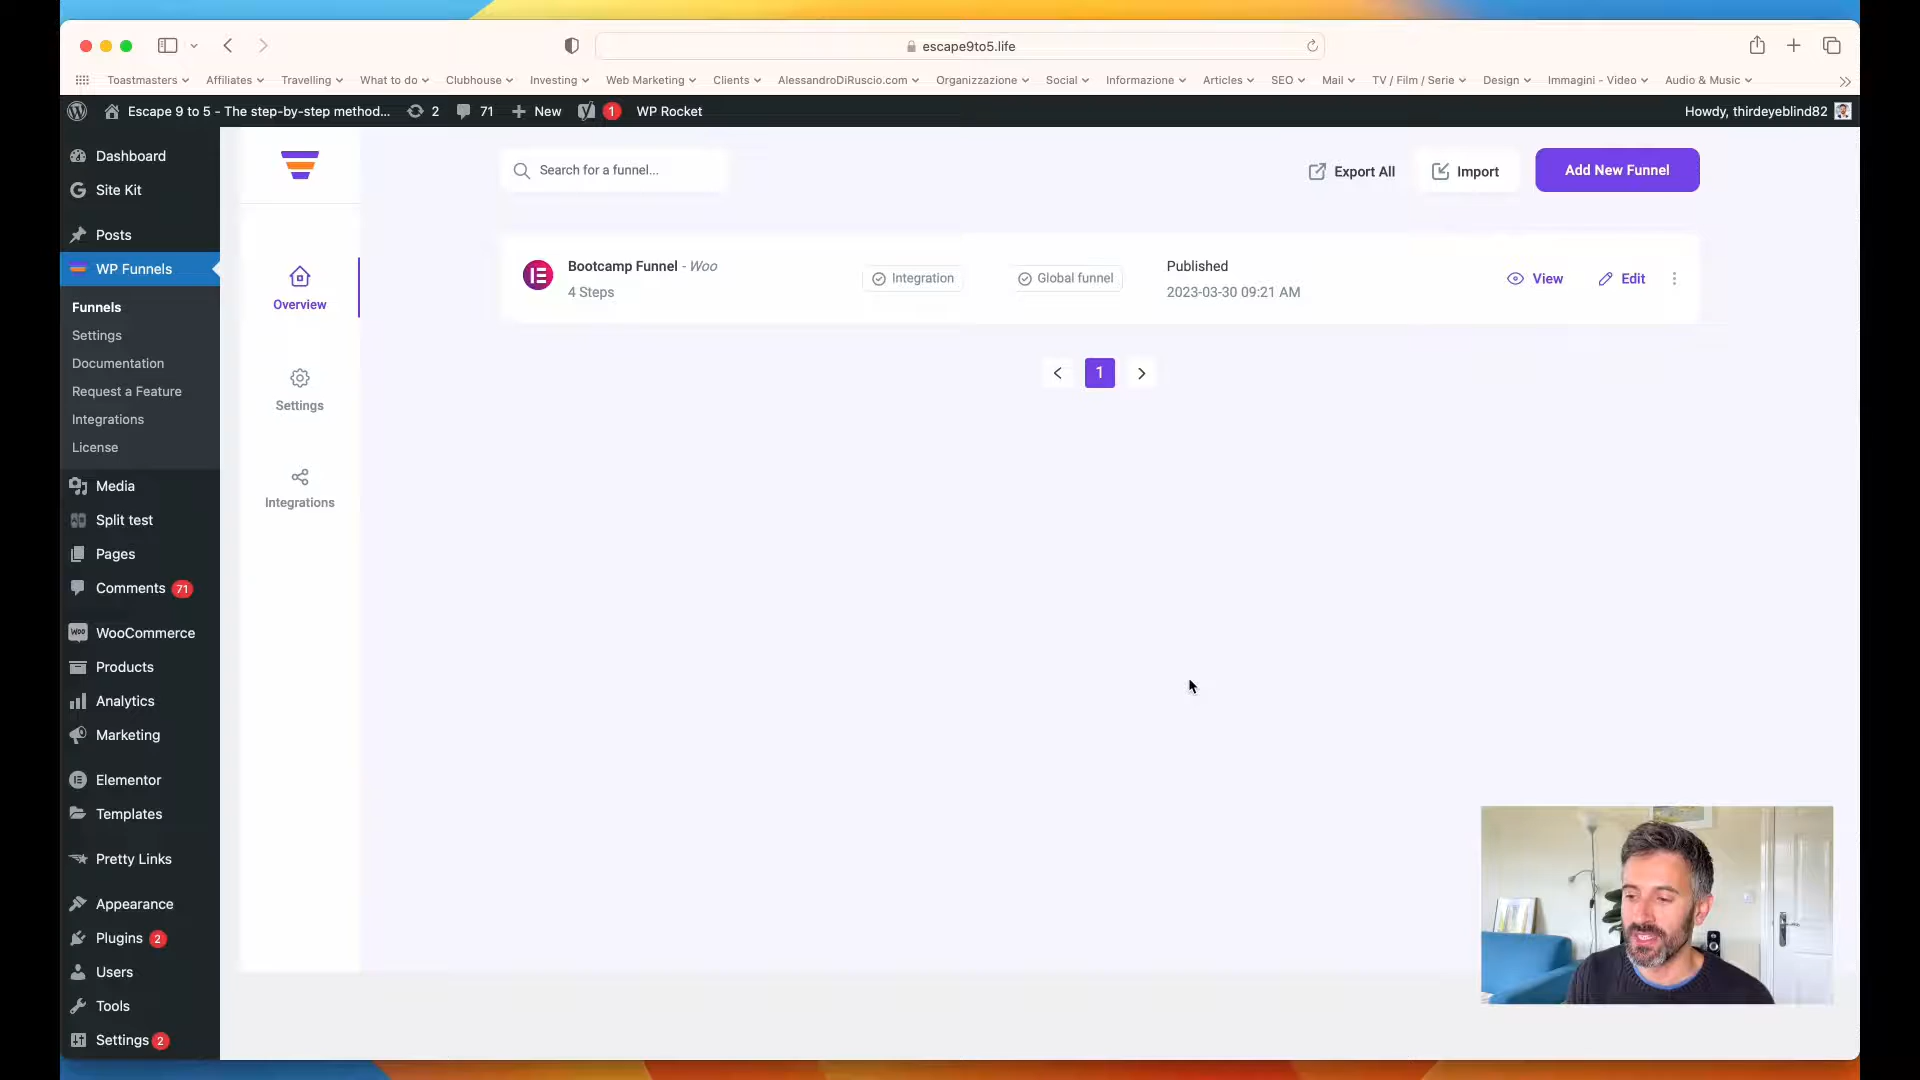 escape9to5.life
Toastmasters Affiliates Travelling What to do Clubhouse Investing Web Marketing Clients AlessandroDiRuscio.com Organizzazione Social Informazione Articles SEO Mail TV / Film / Serie Design Immagini - Video Audio & Music
Escape 9 to 5 - The step-by-step method... 2 71 New 1 WP Rocket Howdy, thirdeyeblind82
Dashboard
Site Kit
Posts
WP Funnels
Funnels
Settings
Documentation
Request a Feature
Integrations
License
Media
Split test
Pages
Comments 71
WooCommerce
Products
Analytics
Marketing
Elementor
Templates
Pretty Links
Appearance
Plugins 2
Users
Tools
Settings 2
Overview
Settings
Integrations
Search for a funnel...
Export All
Import
Add New Funnel
Bootcamp Funnel - Woo
4 Steps
Integration
Global funnel
Published
2023-03-30 09:21 AM
View
Edit
1